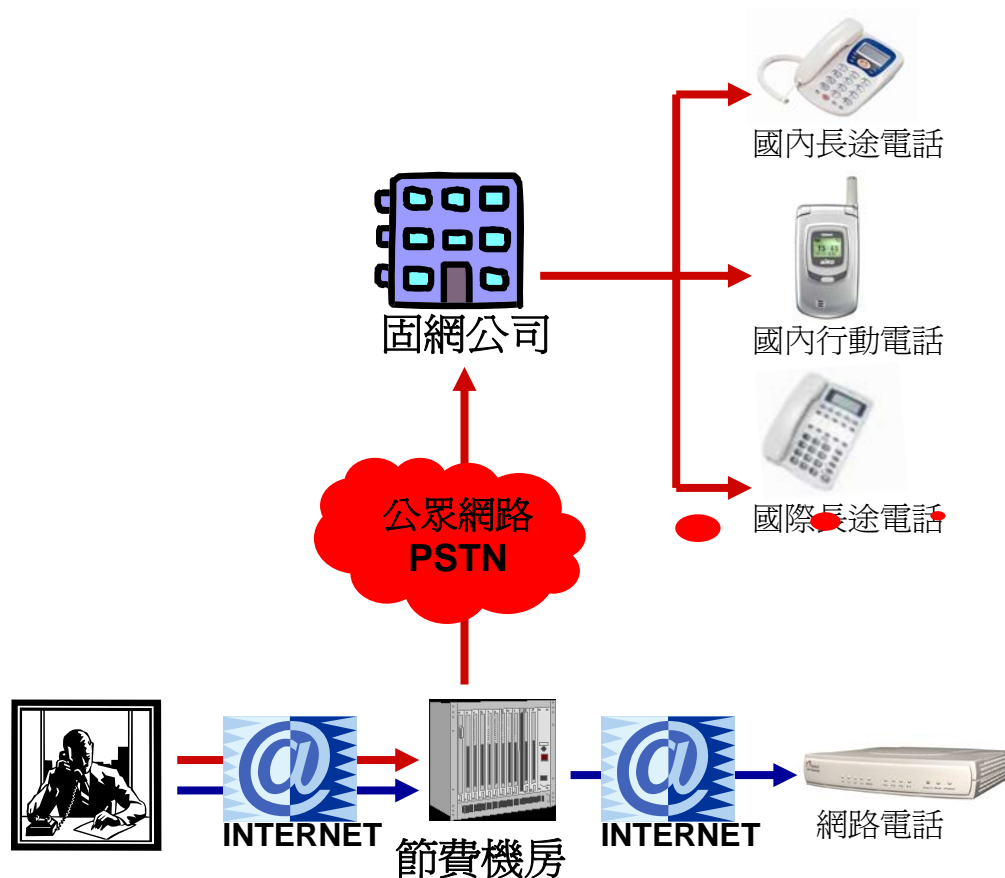 國內長途電話
固網公司
國內行動電話
公眾網路
PSTN
國際長途電話
INTERNET
節費機房
INTERNET
網路電話